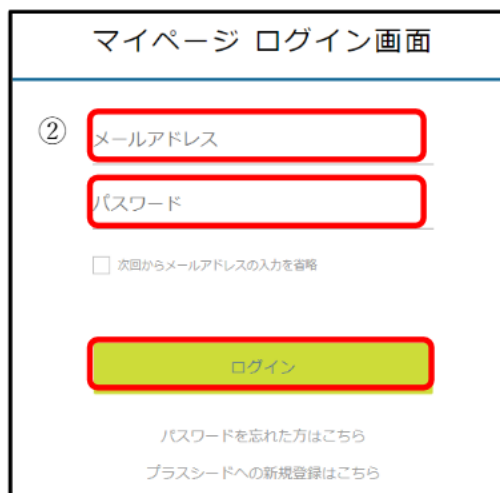 マイページ ログイン画面
②
メールアドレス
パスワード
次回からメールアドレスの入力を省略
ログイン
パスワードを忘れた方はこちら
プラスシードへの新規登録はこちら